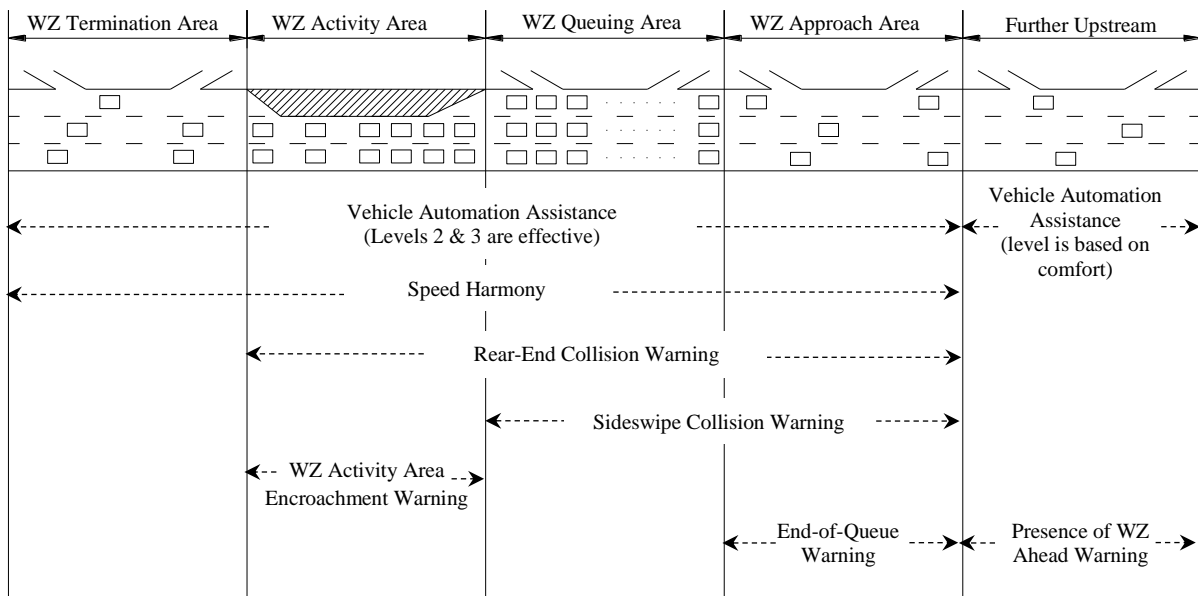 WZ Termination Area
WZ Activity Area
WZ Queuing Area
WZ Approach Area
Further Upstream
Vehicle Automation Assistance
(Levels 2 & 3 are effective)
Vehicle Automation
Assistance
(level is based on
comfort)
Speed Harmony
Rear-End Collision Warning
Sideswipe Collision Warning
WZ Activity Area
Encroachment Warning
End-of-Queue
Warning
Presence of WZ
Ahead Warning